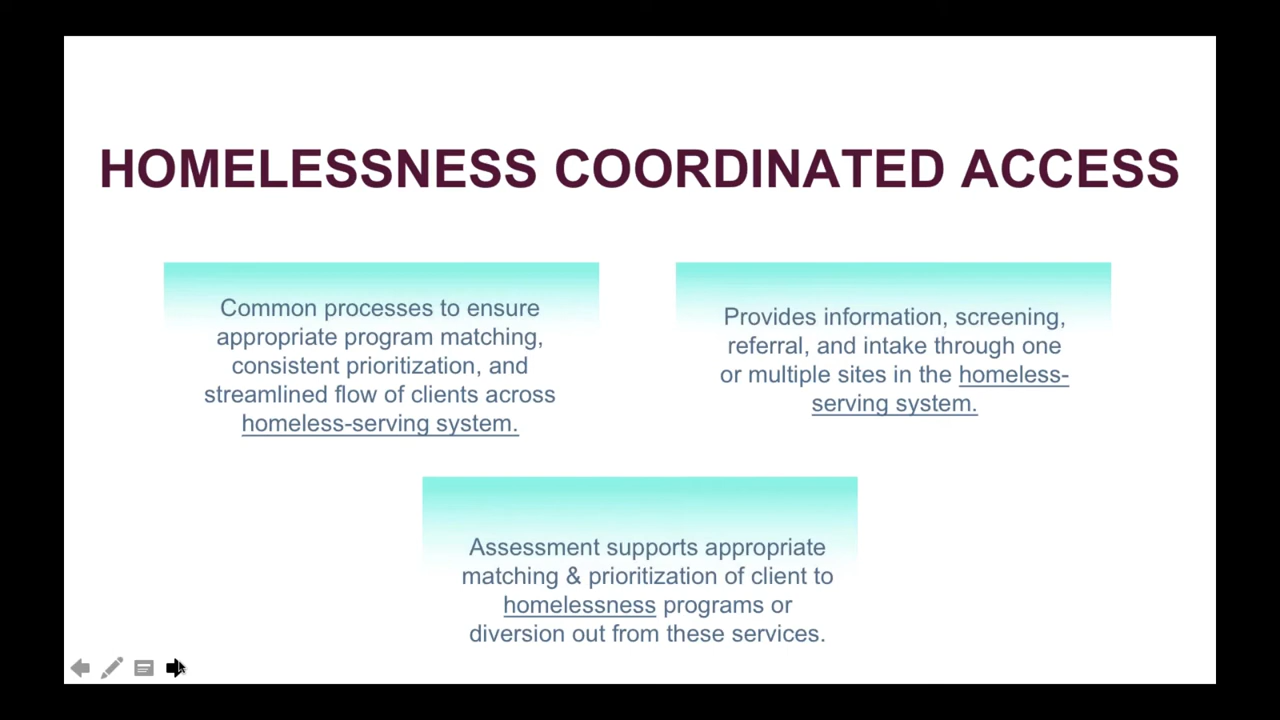 HOMELESSNESS COORDINATED ACCESS
Common processes to ensure
appropriate program matching,
consistent prioritization, and
streamlined flow of clients across
homeless-serving system.
Provides information, screening,
referral, and intake through one
or multiple sites in the homeless-
serving system.
Assessment supports appropriate
matching & prioritization of client to
homelessness programs or
diversion out from these services.